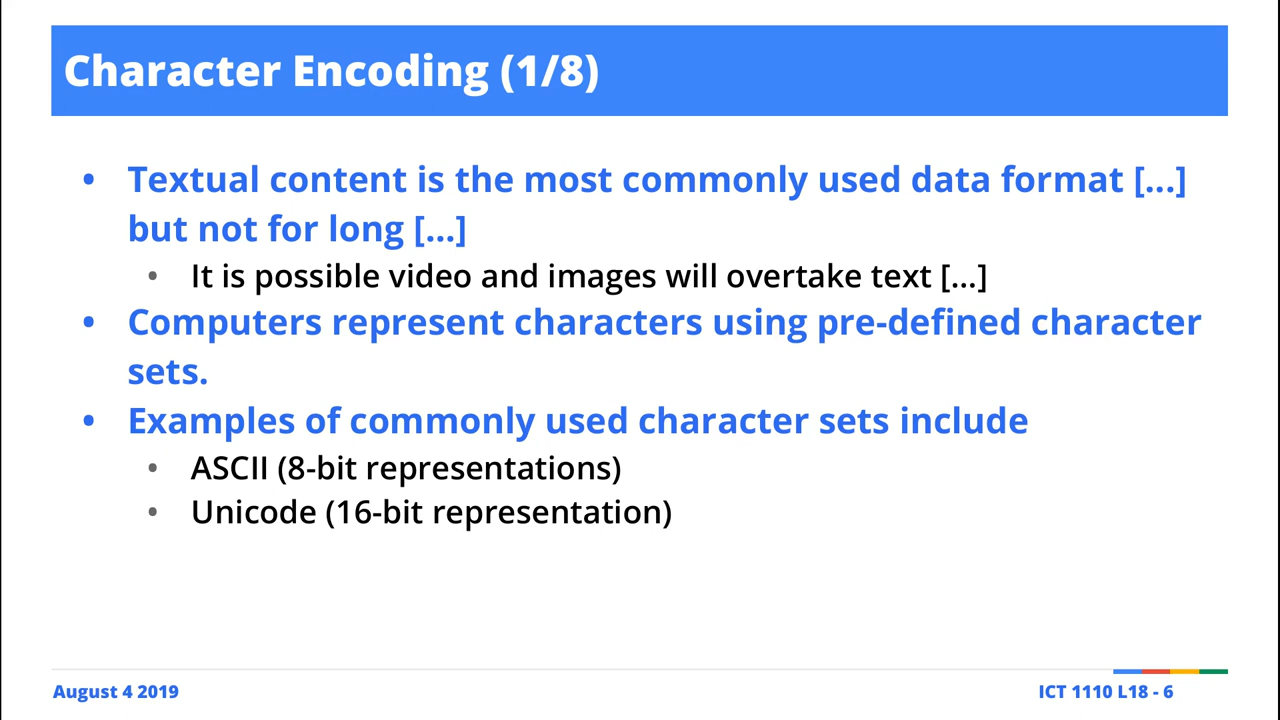 Character Encoding (1/8)
• Textual content is the most commonly used data format [...]
but not for long [...]
• It is possible video and images will overtake text [...]
• Computers represent characters using pre-defined character
sets.
• Examples of commonly used character sets include
• ASCII (8-bit representations)
• Unicode (16-bit representation)
August 4 2019
ICT 1110 L18 - 6